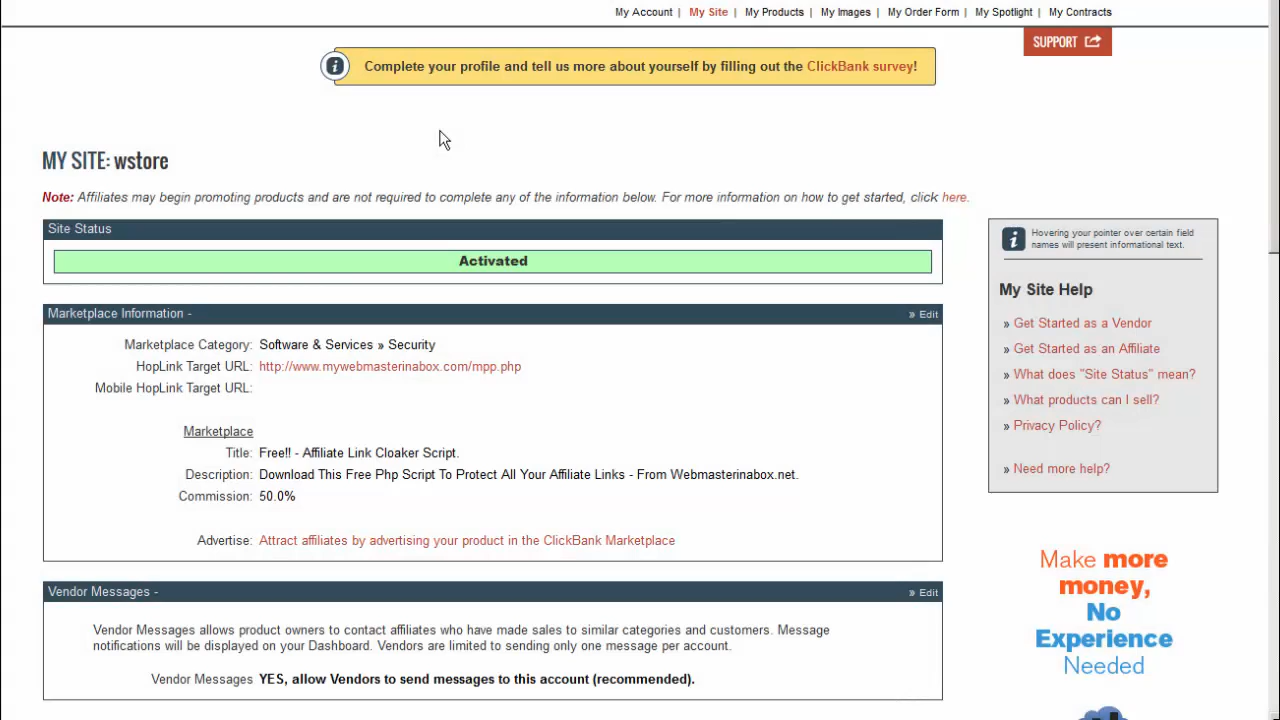 My Account | My Site | My Products | My Images | My Order Form | My Spotlight | My Contracts
SUPPORT
Complete your profile and tell us more about yourself by filling out the ClickBank survey!
MY SITE: wstore
Note: Affiliates may begin promoting products and are not required to complete any of the information below. For more information on how to get started, click here.
Site Status
Activated
Marketplace Information -
» Edit
Marketplace Category: Software & Services » Security
HopLink Target URL: http://www.mywebmasterinabox.com/mpp.php
Mobile HopLink Target URL:
Marketplace
Title: Free!! - Affiliate Link Cloaker Script.
Description: Download This Free Php Script To Protect All Your Affiliate Links - From Webmasterinabox.net.
Commission: 50.0%
Advertise: Attract affiliates by advertising your product in the ClickBank Marketplace
Vendor Messages -
» Edit
Vendor Messages allows product owners to contact affiliates who have made sales to similar categories and customers. Message
notifications will be displayed on your Dashboard. Vendors are limited to sending only one message per account.
Vendor Messages YES, allow Vendors to send messages to this account (recommended).
Hovering your pointer over certain field
names will present informational text.
My Site Help
» Get Started as a Vendor
» Get Started as an Affiliate
» What does "Site Status" mean?
» What products can I sell?
» Privacy Policy?
» Need more help?
Make more
money,
No
Experience
Needed